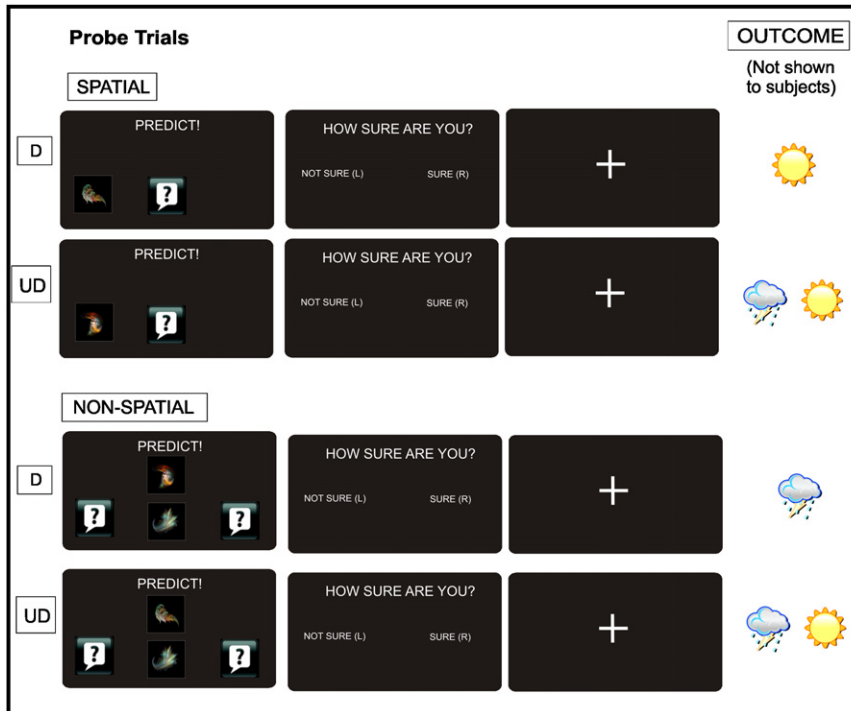 Probe Trials
OUTCOME
(Not shown
to subjects)
SPATIAL
D
PREDICT!
?
HOW SURE ARE YOU?
NOT SURE (L) SURE (R)
UD
PREDICT!
?
HOW SURE ARE YOU?
NOT SURE (L) SURE (R)
NON-SPATIAL
D
PREDICT!
? ?
HOW SURE ARE YOU?
NOT SURE (L) SURE (R)
UD
PREDICT!
? ?
HOW SURE ARE YOU?
NOT SURE (L) SURE (R)